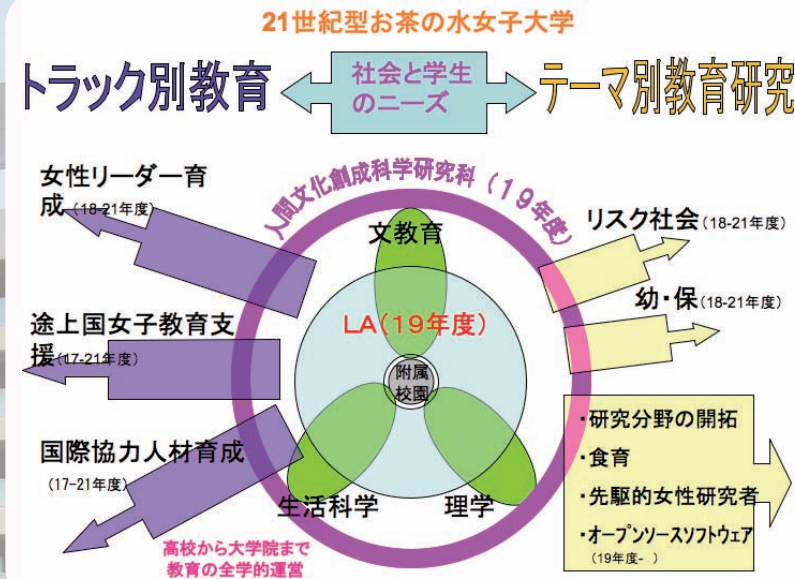 21世紀型お茶の水女子大学
トラック別教育
社会と学生
のニーズ
テーマ別教育研究
人間文化創成科学研究科（19年度）
女性リーダー育
成（18-21年度）
途上国女子教育支
援（17-21年度）
国際協力人材育成
（17-21年度）
文教育
LA（19年度）
附属
校園
生活科学
理学
高校から大学院まで
教育の全学的運営
リスク社会（18-21年度）
幼・保（18-21年度）
・研究分野の開拓
・食育
・先駆的女性研究者
・オープンソースソフトウェア
（19年度- ）